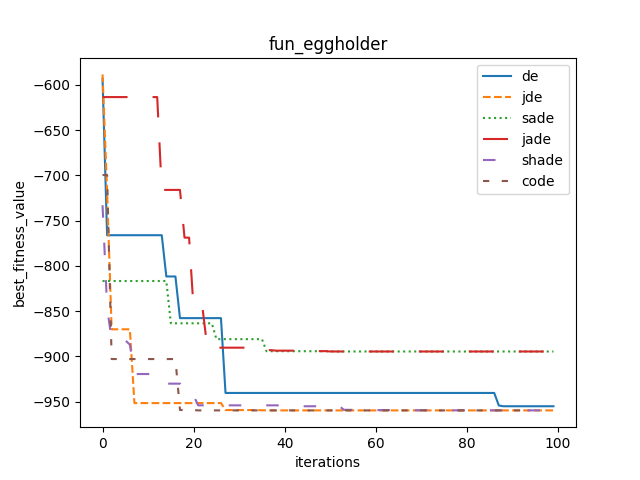 fun_eggholder
best_fitness_value
−600
−650
−700
−750
−800
−850
−900
−950
0
20
40
60
80
100
iterations
de
jde
sade
jade
shade
code